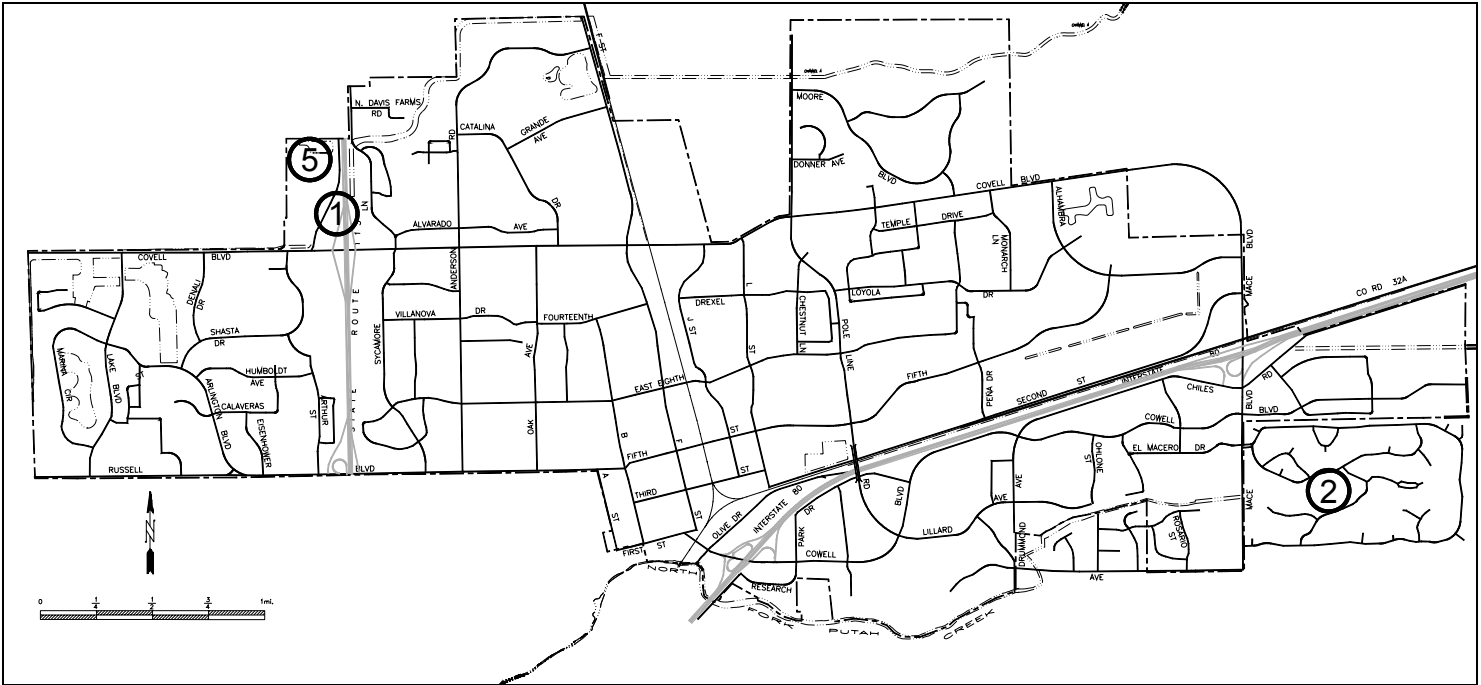 F ST
N. DAVIS FARMS
RD
MOORE
CATALINA
GRANDE
AVE
RD
DONNER AVE
BLVD
5
COVELL BLVD
ALHAMBRA
1
LN
DR
TEMPLE DRIVE
ALVARADO AVE
MONARCH
LN
BLVD
COVELL BLVD
ANDERSON
DENALI
DR
L
MACE
CO RD 32A
DREXEL
CHESTNUT LN
LOYOLA DR
STATE ROUTE
VILLANOVA DR
FOURTEENTH
J ST
POLE
LINE
SYCAMORE
SHASTA
DR
AVE
ST
MARINA CIR
LAKE BLVD
HUMBOLDT
AVE
ARLINGTON
BLVD
CALAVERAS
EISENHOWER
ARTHUR
ST
EAST EIGHTH
FIFTH
PENA DR
SECOND ST
INTERSTATE 80
CHILES RD
COWELL BLVD
BLVD
OAK
B
F
ST
FIFTH
EL MACERO DR
OHLONE
ST
RUSSELL BLVD
THIRD ST
A
ST
ST
FIRST ST
OLIVE DR
INTERSTATE 80
RD
BLVD
AVE
AVE
MACE
2
PARK
DR
LILLARD
DRUMMOND
ROSARIO
ST
COWELL
AVE
N
NORTH
RESEARCH
FORK PUTAH CREEK
0 1/4 1/2 3/4 1mi.